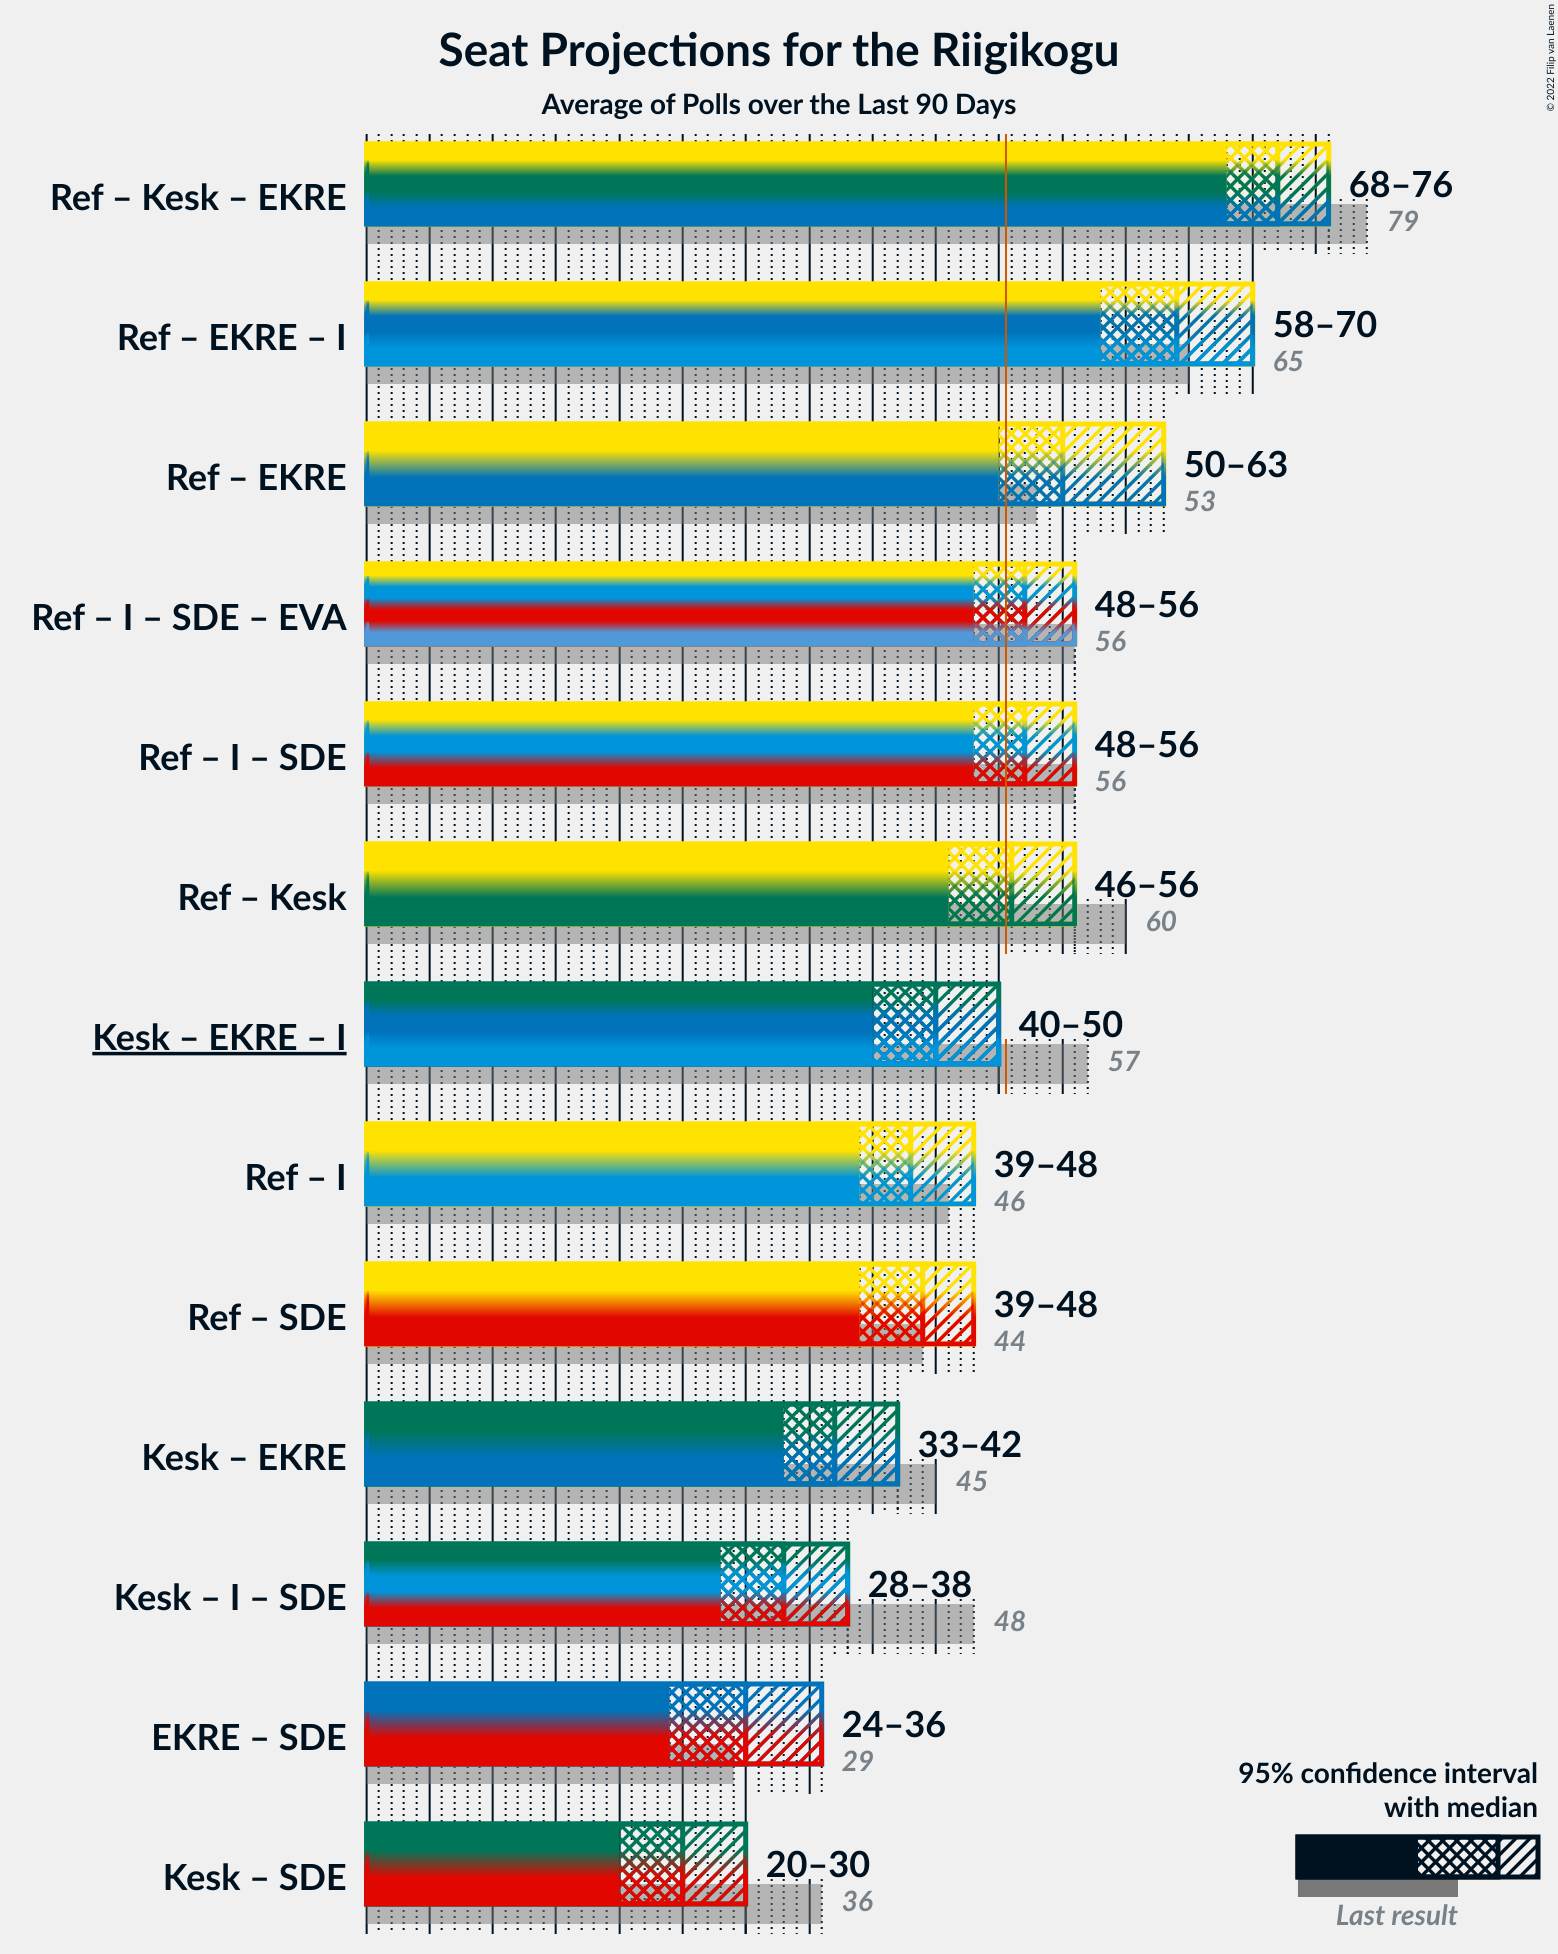 Seat Projections for the Riigikogu
Average of Polls over the Last 90 Days
© 2022 Filip van Laenen
Ref – Kesk – EKRE
68–76
79
Ref – EKRE – I
58–70
65
Ref – EKRE
50–63
53
Ref – I – SDE – EVA
48–56
56
Ref – I – SDE
48–56
56
Ref – Kesk
46–56
60
Kesk – EKRE – I
40–50
57
Ref – I
39–48
46
Ref – SDE
39–48
44
Kesk – EKRE
33–42
45
Kesk – I – SDE
28–38
48
EKRE – SDE
24–36
29
Kesk – SDE
20–30
36
95% confidence interval
with median
Last result